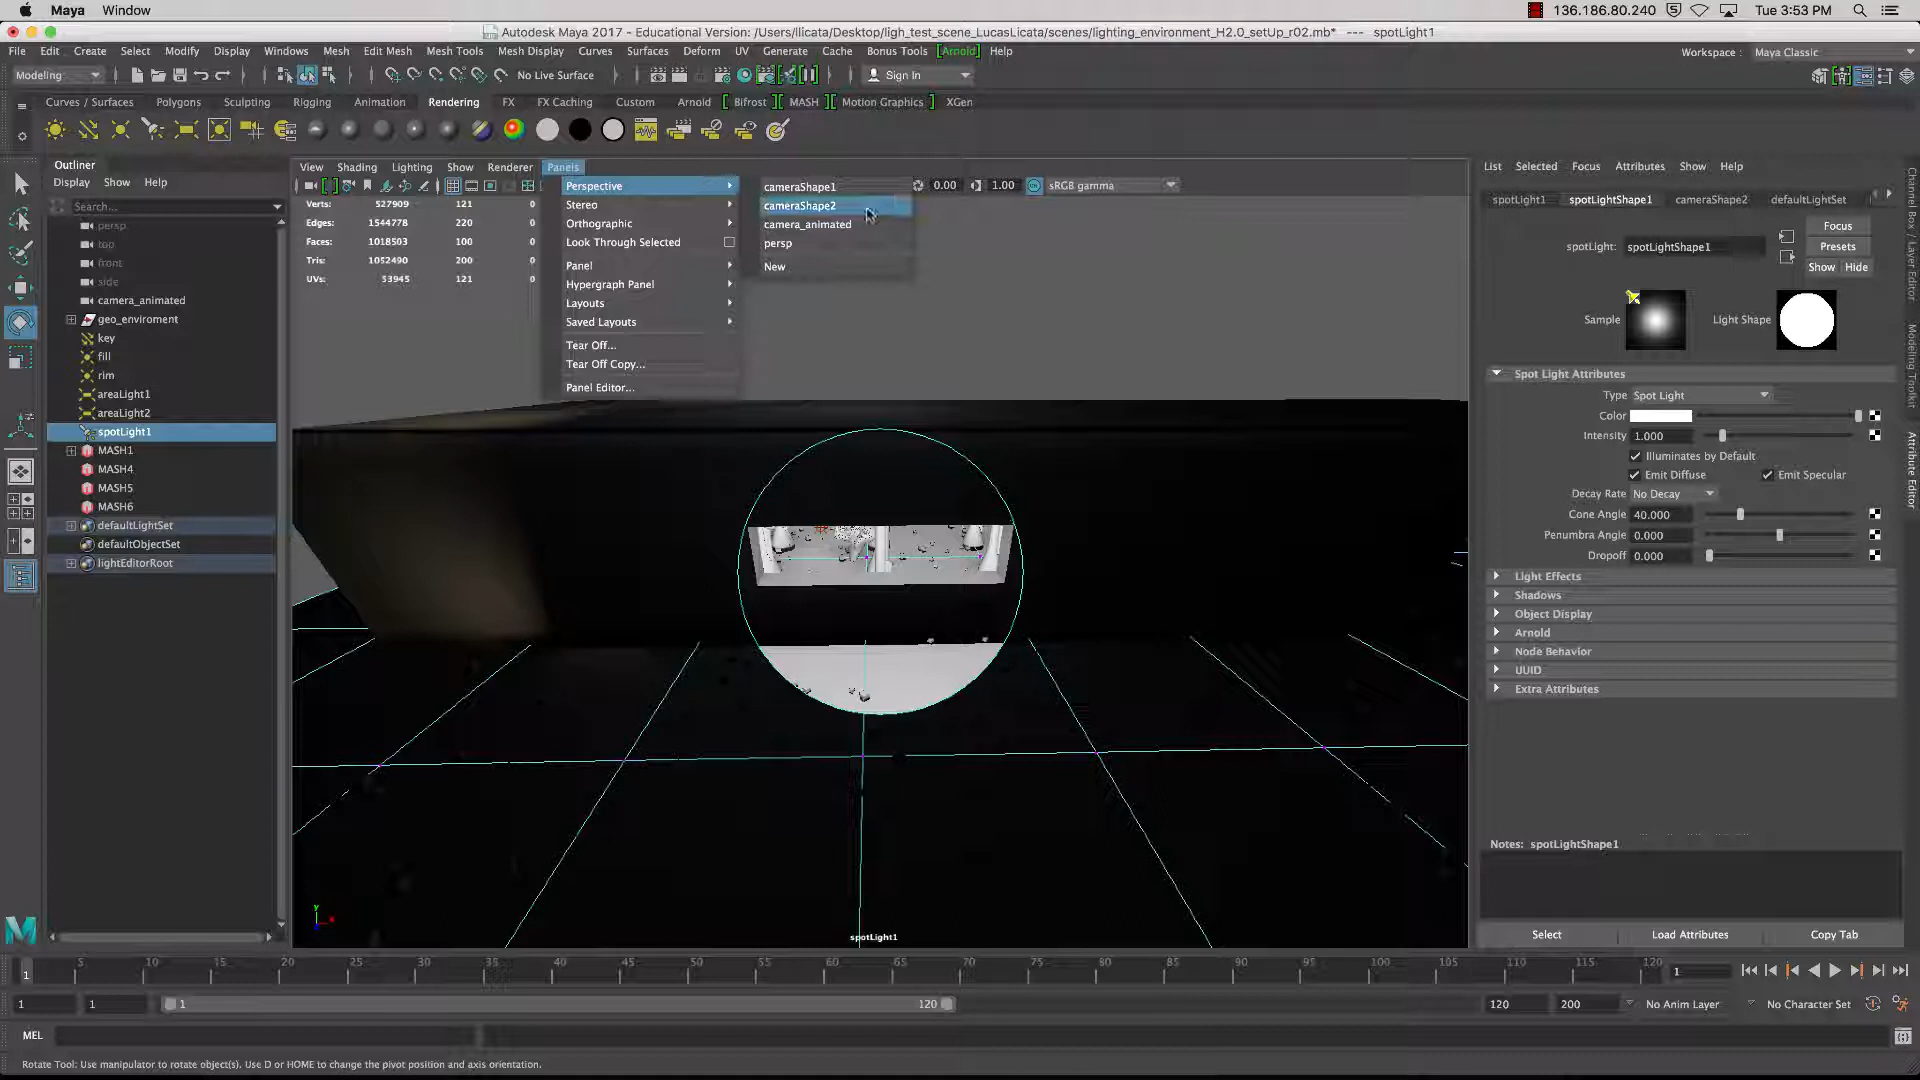 Maya Window 136.186.80.240 Tue 3:53 PM
Autodesk Maya 2017 - Educational Version: /Users/llicata/Desktop/ligh_test_scene_LucasLicata/scenes/lighting_environment_H2.0_setUp_r02.mb* --- spotLight1
File Edit Create Select Modify Display Windows Mesh Edit Mesh Mesh Tools Mesh Display Curves Surfaces Deform UV Generate Cache Bonus Tools [Arnold] Help Workspace: Maya Classic
Modeling No Live Surface Sign In
Curves / Surfaces Polygons Sculpting Rigging Animation Rendering FX FX Caching Custom Arnold [ Bifrost ][ MASH ][ Motion Graphics ] XGen
Outliner
Display Show Help
Search...
persp
top
front
side
camera_animated
geo_enviroment
key
fill
rim
areaLight1
areaLight2
spotLight1
MASH1
MASH4
MASH5
MASH6
defaultLightSet
defaultObjectSet
lightEditorRoot
View Shading Lighting Show Renderer Panels
0.00 1.00 sRGB gamma
Verts: 527909 121 0
Edges: 1544778 220 0
Faces: 1018503 100 0
Tris: 1052490 200 0
UVs: 53945 121 0
Perspective
Stereo
Orthographic
Look Through Selected
Panel
Hypergraph Panel
Layouts
Saved Layouts
Tear Off...
Tear Off Copy...
Panel Editor...
cameraShape1
cameraShape2
camera_animated
persp
New
Y
x
spotLight1
List Selected Focus Attributes Show Help
spotLight1 spotLightShape1 cameraShape2 defaultLightSet
Focus
spotLight: spotLightShape1
Presets
Show Hide
Sample Light Shape
Spot Light Attributes
Type Spot Light
Color
Intensity 1.000
Illuminates by Default
Emit Diffuse Emit Specular
Decay Rate No Decay
Cone Angle 40.000
Penumbra Angle 0.000
Dropoff 0.000
Light Effects
Shadows
Object Display
Arnold
Node Behavior
UUID
Extra Attributes
Notes: spotLightShape1
Select Load Attributes Copy Tab
Channel Box / Layer Editor
Modeling Toolkit
Attribute Editor
1 5 10 15 20 25 30 35 40 45 50 55 60 65 70 75 80 85 90 95 100 105 110 115 120 1
1 1 1 120 120 200 No Anim Layer No Character Set
MEL
Rotate Tool: Use manipulator to rotate object(s). Use D or HOME to change the pivot position and axis orientation.